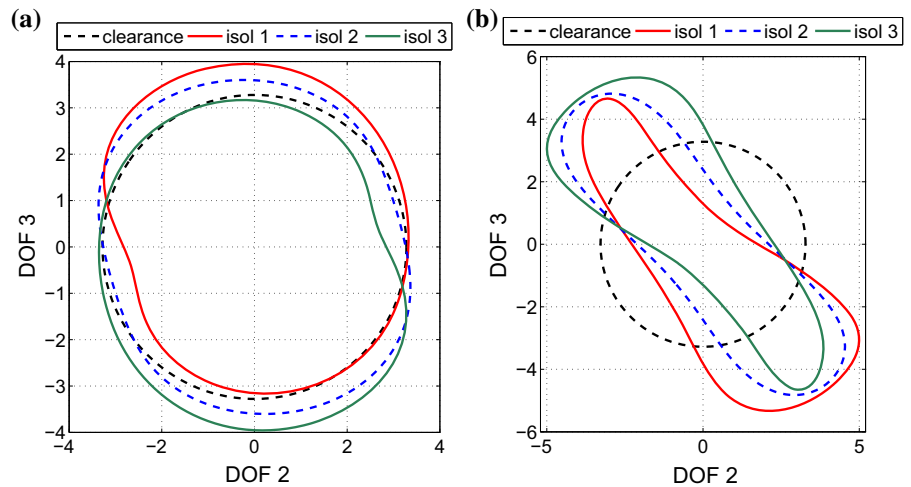 (a)
clearance isol 1 isol 2 isol 3
4
3
2
1
0
−1
−2
−3
−4
−4 −2 0 2 4
DOF 3
DOF 2
(b)
clearance isol 1 isol 2 isol 3
6
4
2
0
−2
−4
−6
−5 0 5
DOF 3
DOF 2